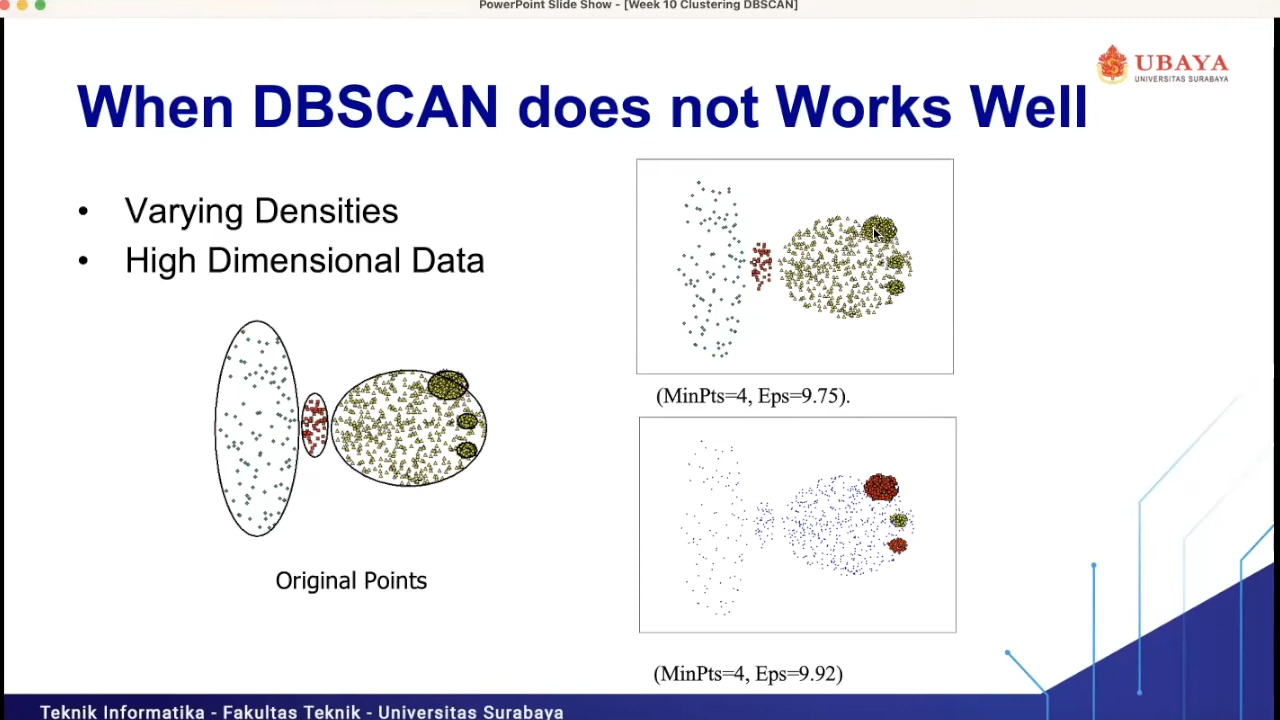 PowerPoint Slide Show - [Week 10 Clustering DBSCAN]
UBAYA
UNIVERSITAS SURABAYA
When DBSCAN does not Works Well
• Varying Densities
• High Dimensional Data
Original Points
(MinPts=4, Eps=9.75).
(MinPts=4, Eps=9.92)
Teknik Informatika - Fakultas Teknik - Universitas Surabaya